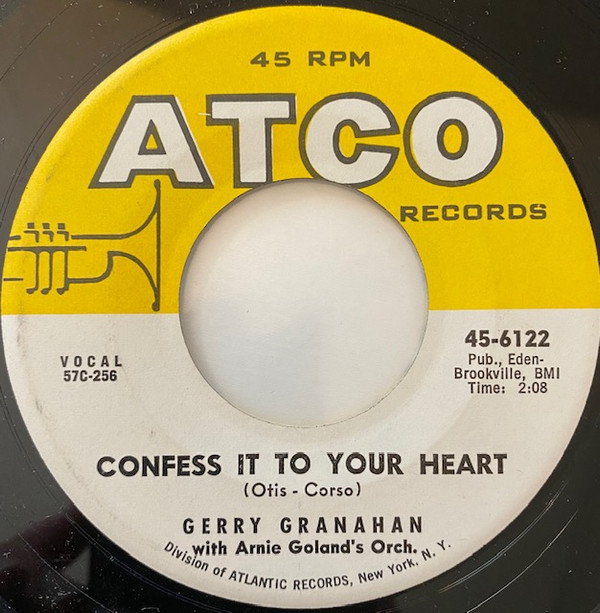 45 RPM
ATCO
RECORDS
VOCAL
57C-256
45-6122
Pub., Eden-
Brookville, BMI
Time: 2:08
CONFESS IT TO YOUR HEART
(Otis - Corso)
GERRY GRANAHAN
with Arnie Goland's Orch.
Division of ATLANTIC RECORDS, New York, N. Y.